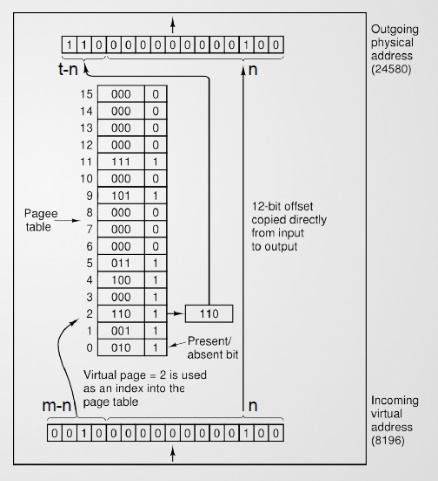 1 1 0 0 0 0 0 0 0 0 0 0 1 0 0
Outgoing
physical
address
(24580)
t-n
n
15 000 0
14 000 0
13 000 0
12 000 0
11 111 1
10 000 0
9 101 1
8 000 0
7 000 0
6 000 0
5 011 1
4 100 1
3 000 1
2 110 1
1 001 1
0 010 1
Pagee
table
110
12-bit offset
copied directly
from input
to output
Present/
absent bit
Virtual page = 2 is used
as an index into the
page table
m-n
n
Incoming
virtual
address
(8196)
0 0 1 0 0 0 0 0 0 0 0 0 0 1 0 0